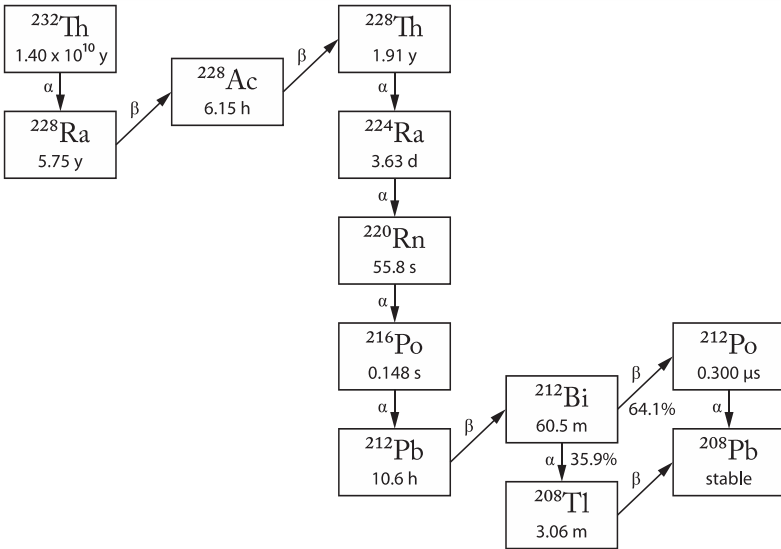 ²³²Th
1.40 x 10¹⁰ y
α
²²⁸Ra
5.75 y
β
²²⁸Ac
6.15 h
β
²²⁸Th
1.91 y
α
²²⁴Ra
3.63 d
α
²²⁰Rn
55.8 s
α
²¹⁶Po
0.148 s
α
²¹²Pb
10.6 h
β
²¹²Bi
60.5 m
β
64.1%
²¹²Po
0.300 µs
α
α 35.9%
²⁰⁸Tl
3.06 m
β
²⁰⁸Pb
stable